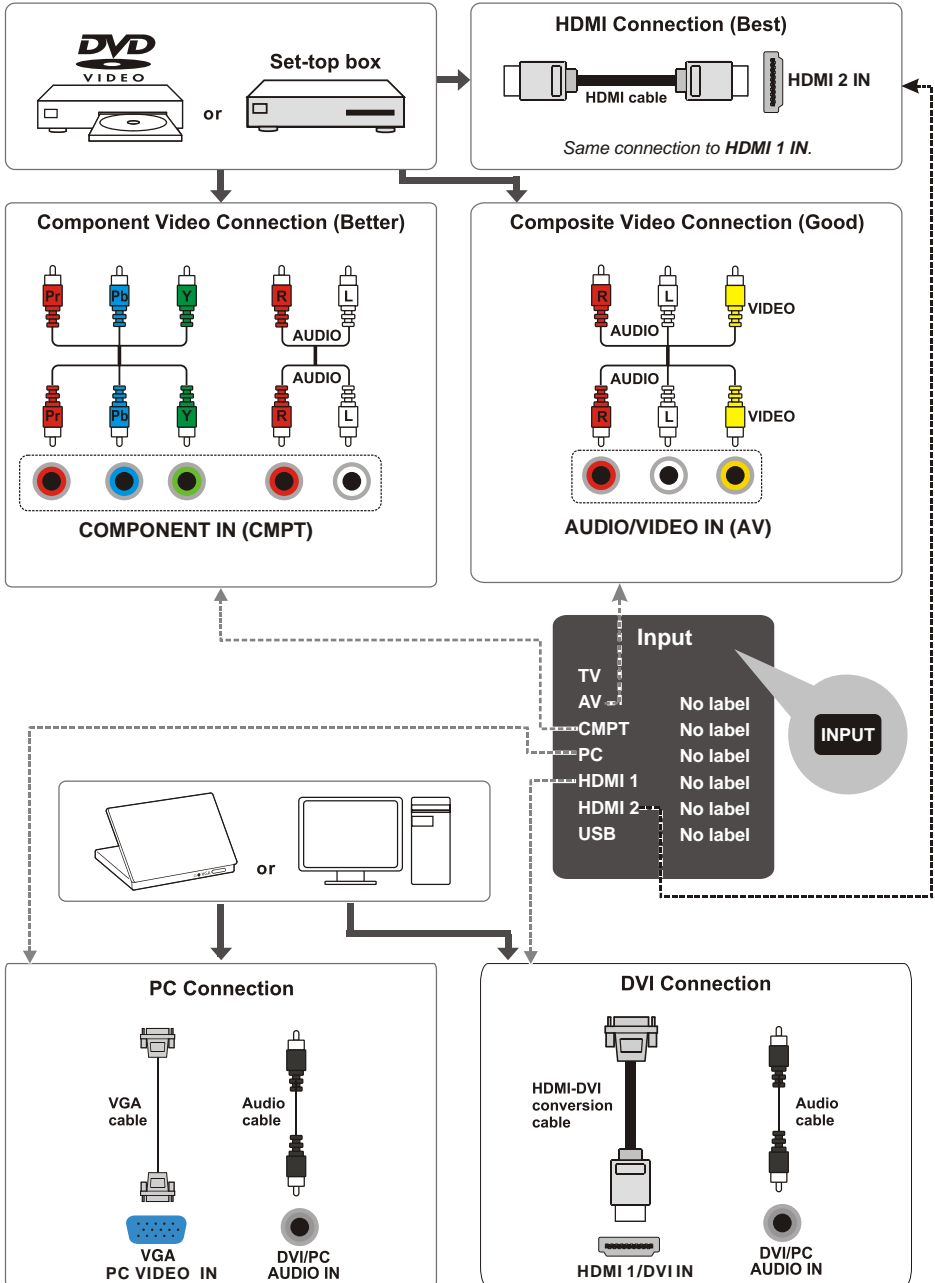 DVD
VIDEO
or
Set-top box
HDMI Connection (Best)
HDMI cable
HDMI 2 IN
Same connection to HDMI 1 IN.
Component Video Connection (Better)
Pr
Pb
Y
R
L
AUDIO
AUDIO
Pr
Pb
Y
R
L
COMPONENT IN (CMPT)
Composite Video Connection (Good)
R
L
VIDEO
AUDIO
AUDIO
R
L
VIDEO
AUDIO/VIDEO IN (AV)
Input
TV
AV No label
CMPT No label
PC No label
HDMI 1 No label
HDMI 2 No label
USB No label
INPUT
or
PC Connection
VGA
cable
Audio
cable
VGA
PC VIDEO IN
DVI/PC
AUDIO IN
DVI Connection
HDMI-DVI
conversion
cable
Audio
cable
HDMI 1/DVI IN
DVI/PC
AUDIO IN